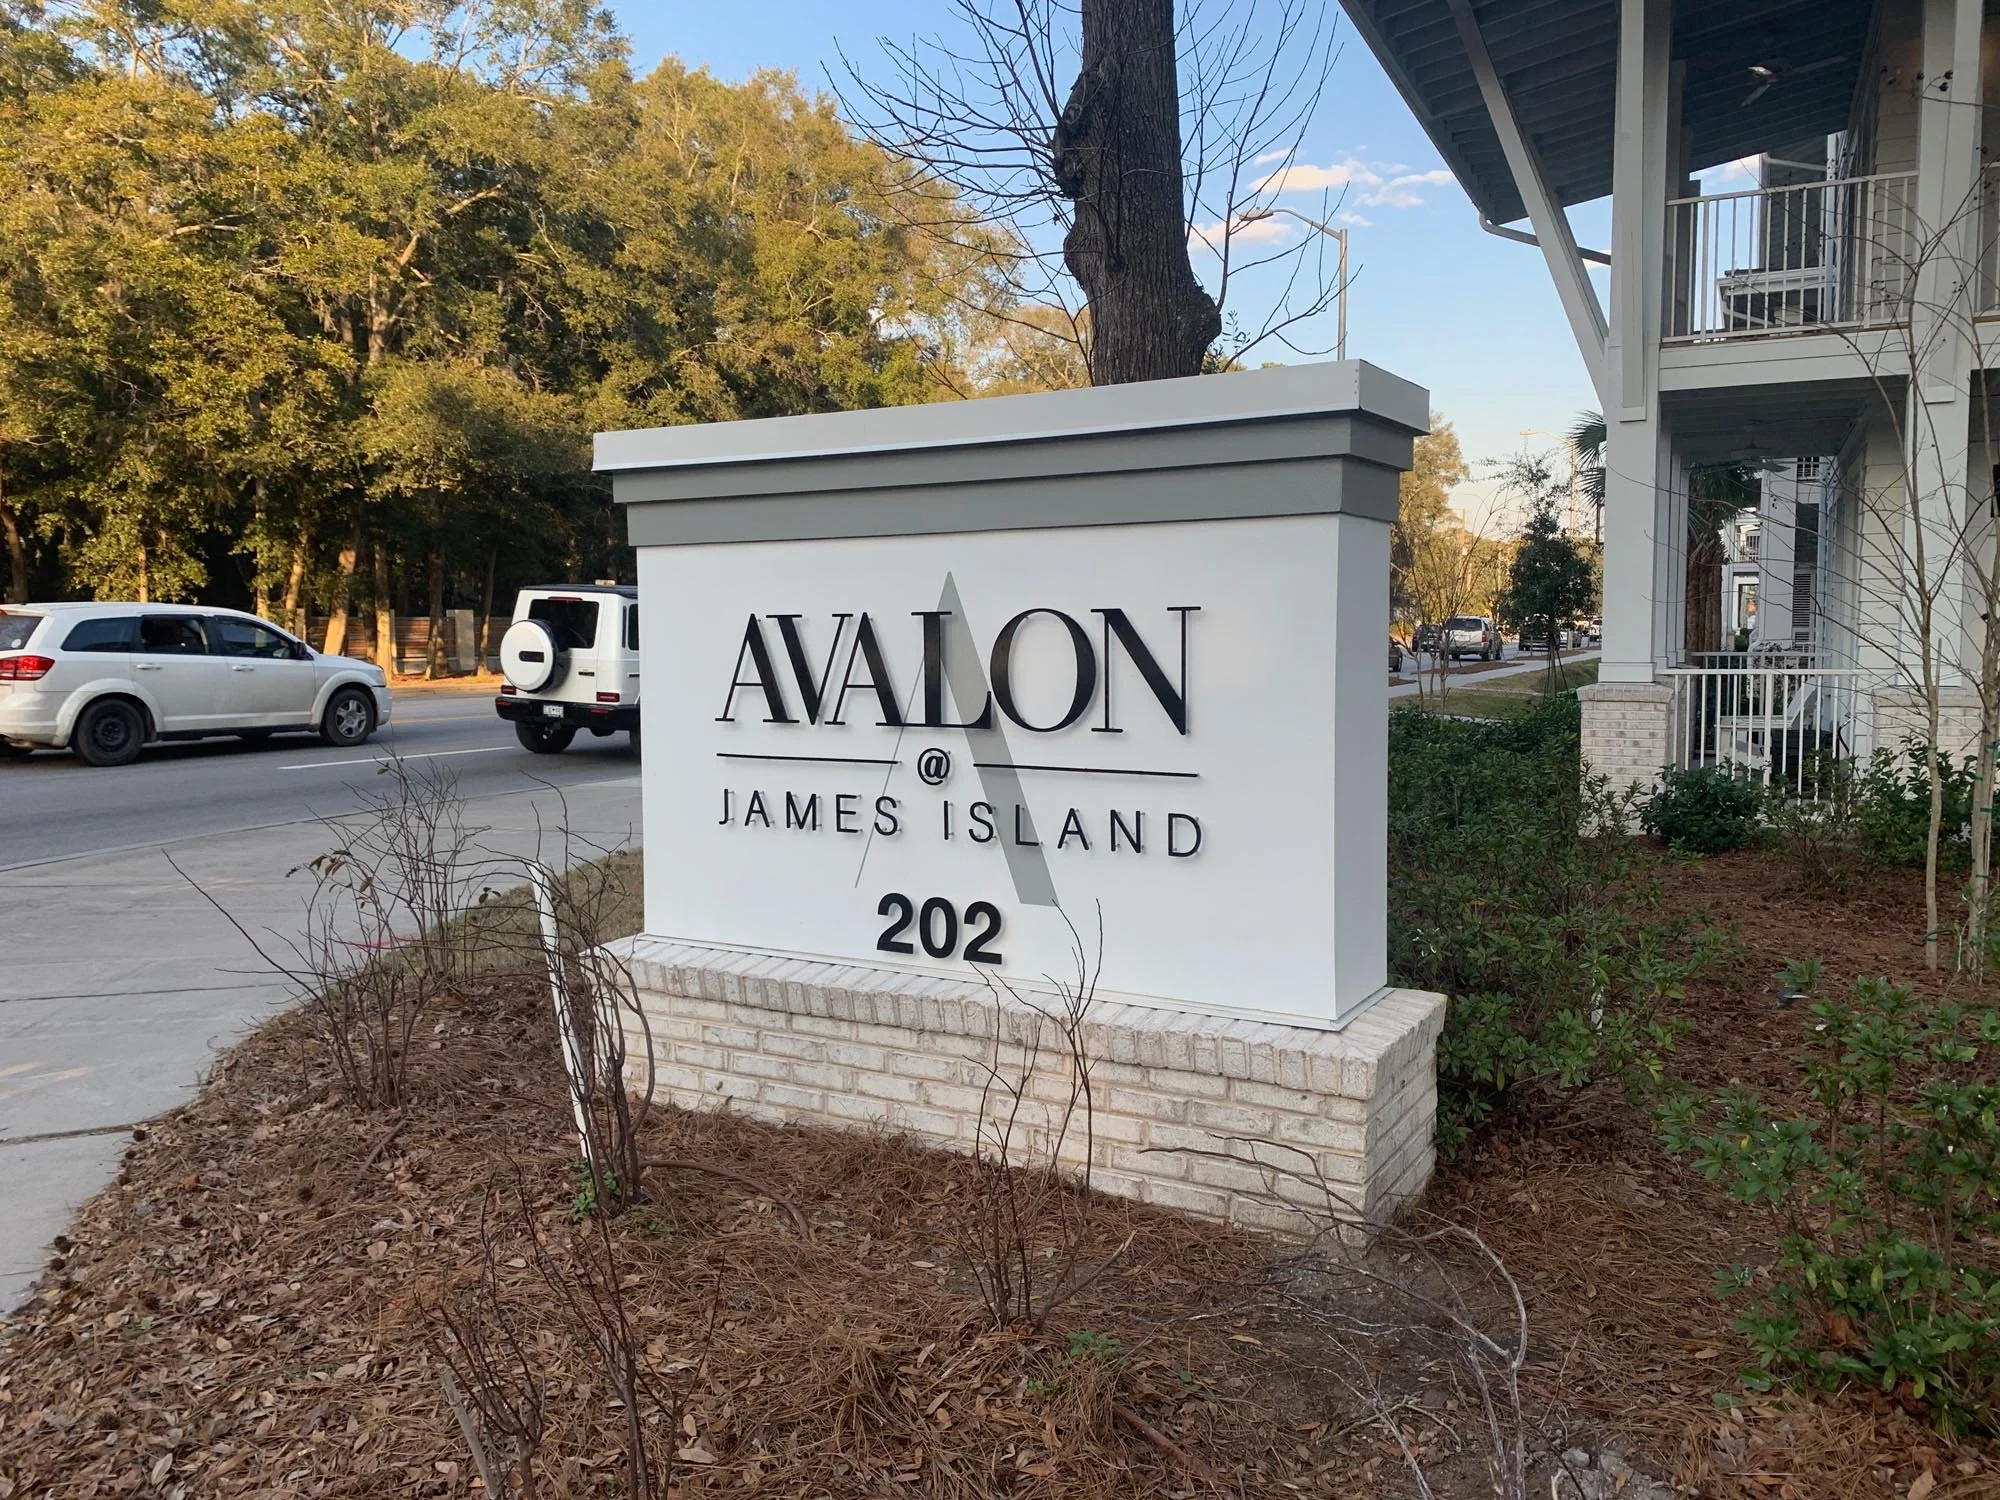 AVALON
@
JAMES ISLAND
202